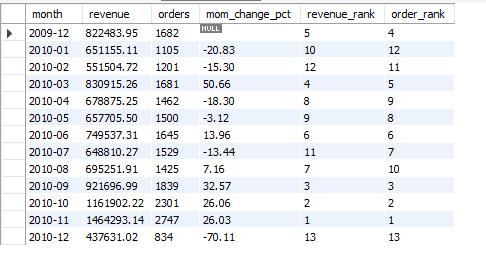 month revenue orders mom_change_pct revenue_rank order_rank
2009-12 822483.95 1682 NULL 5 4
2010-01 651155.11 1105 -20.83 10 12
2010-02 551504.72 1201 -15.30 12 11
2010-03 830915.26 1681 50.66 4 5
2010-04 678875.25 1462 -18.30 8 9
2010-05 657705.50 1500 -3.12 9 8
2010-06 749537.31 1645 13.96 6 6
2010-07 648810.27 1529 -13.44 11 7
2010-08 695251.91 1425 7.16 7 10
2010-09 921696.99 1839 32.57 3 3
2010-10 1161902.22 2301 26.06 2 2
2010-11 1464293.14 2747 26.03 1 1
2010-12 437631.02 834 -70.11 13 13